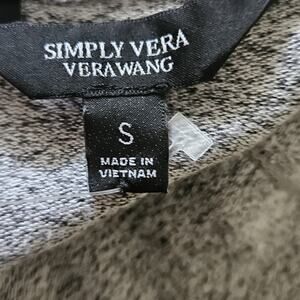 SIMPLY VERA
VERAWANG
S
MADE IN
VIETNAM